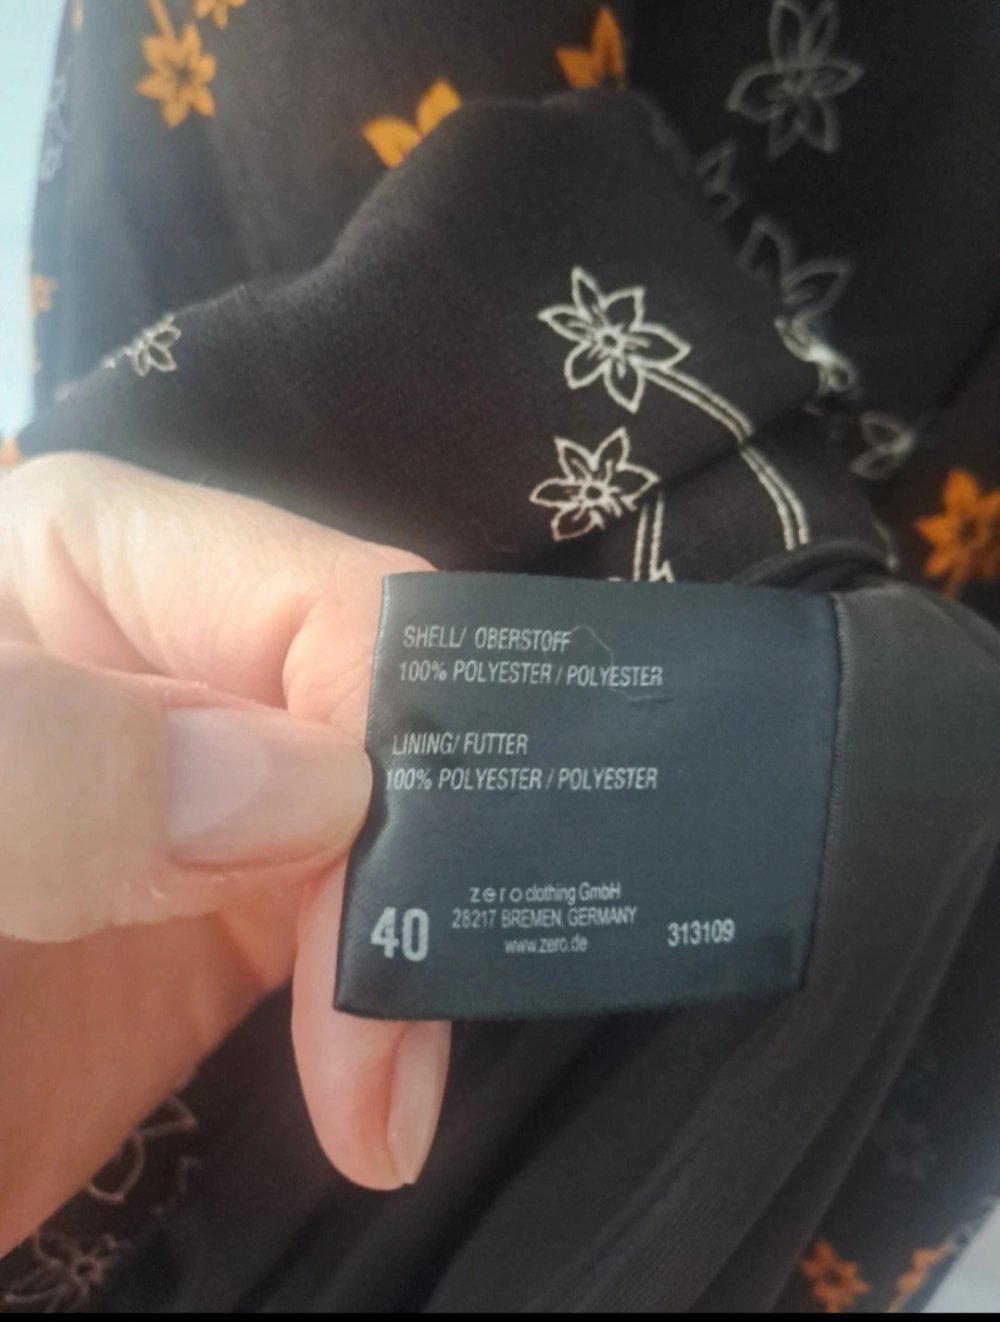 SHELL/ OBERSTOFF
100% POLYESTER / POLYESTER
LINING/ FUTTER
100% POLYESTER / POLYESTER
zero clothing GmbH
28217 BREMEN, GERMANY
www.zero.de
40
313109